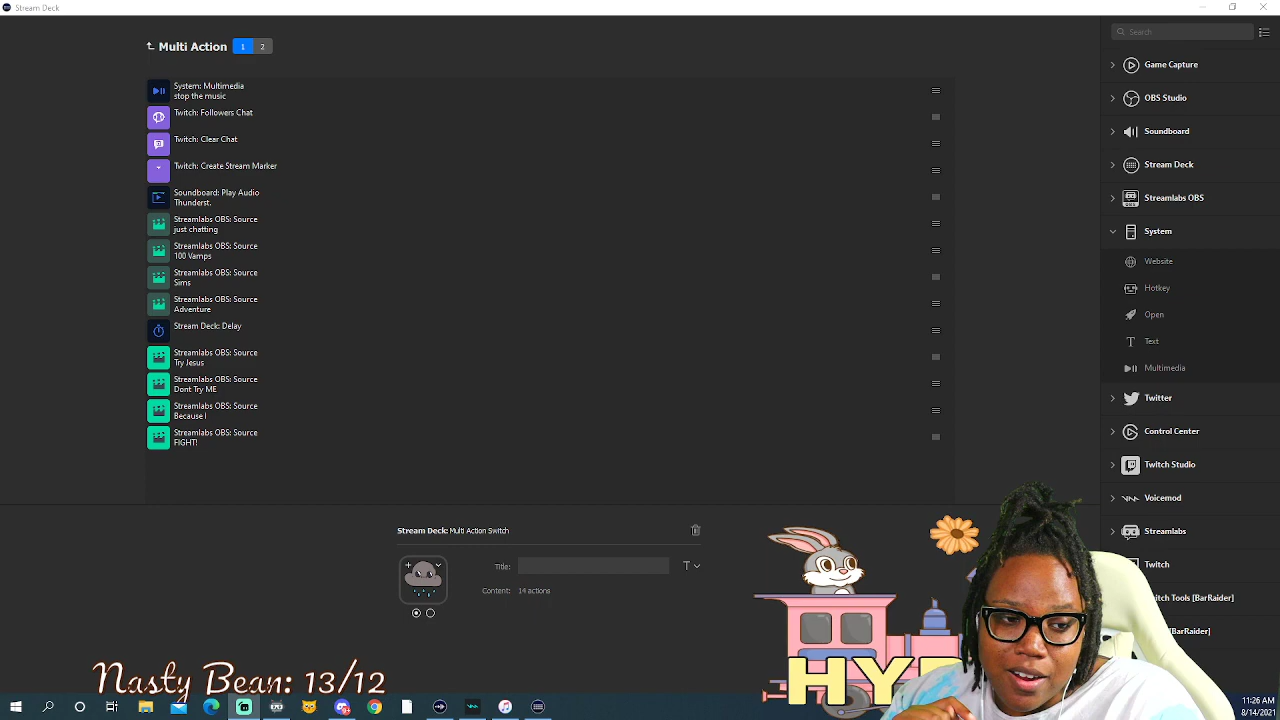 Stream Deck
Multi Action 1 2
Search
System: Multimedia
stop the music
Twitch: Followers Chat
Twitch: Clear Chat
Twitch: Create Stream Marker
Soundboard: Play Audio
Thunderst.
Streamlabs OBS: Source
just chatting
Streamlabs OBS: Source
100 Vamps
Streamlabs OBS: Source
Sims
Streamlabs OBS: Source
Adventure
Stream Deck: Delay
Streamlabs OBS: Source
Try Jesus
Streamlabs OBS: Source
Dont Try ME
Streamlabs OBS: Source
Because I
Streamlabs OBS: Source
FIGHT!
Game Capture
OBS Studio
Soundboard
Stream Deck
Streamlabs OBS
System
Website
Hotkey
Open
Text
Multimedia
Twitter
Control Center
Twitch Studio
Voicemod
Streamlabs
Twitch
tch Tools [BarRaider]
[BarRaider]
Stream Deck: Multi Action Switch
Title:
T
Content: 14 actions
Nasty Bean: 13/12
HYP
11:26 AM
8/14/2021